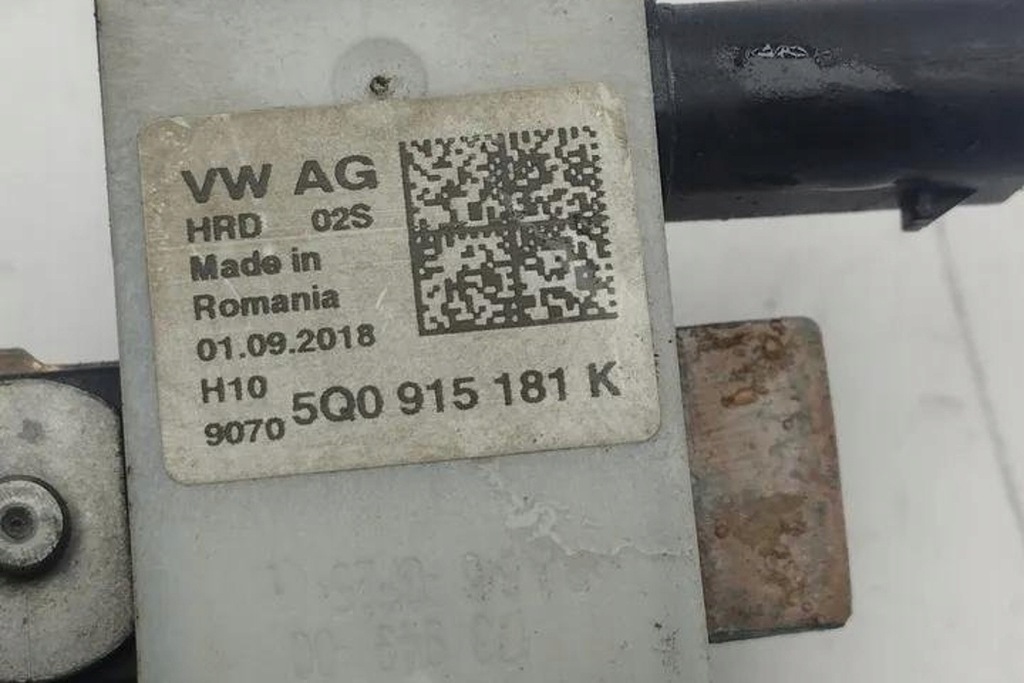 VW AG
HRD 02S
Made in
Romania
01.09.2018
H10
9070 5Q0 915 181 K